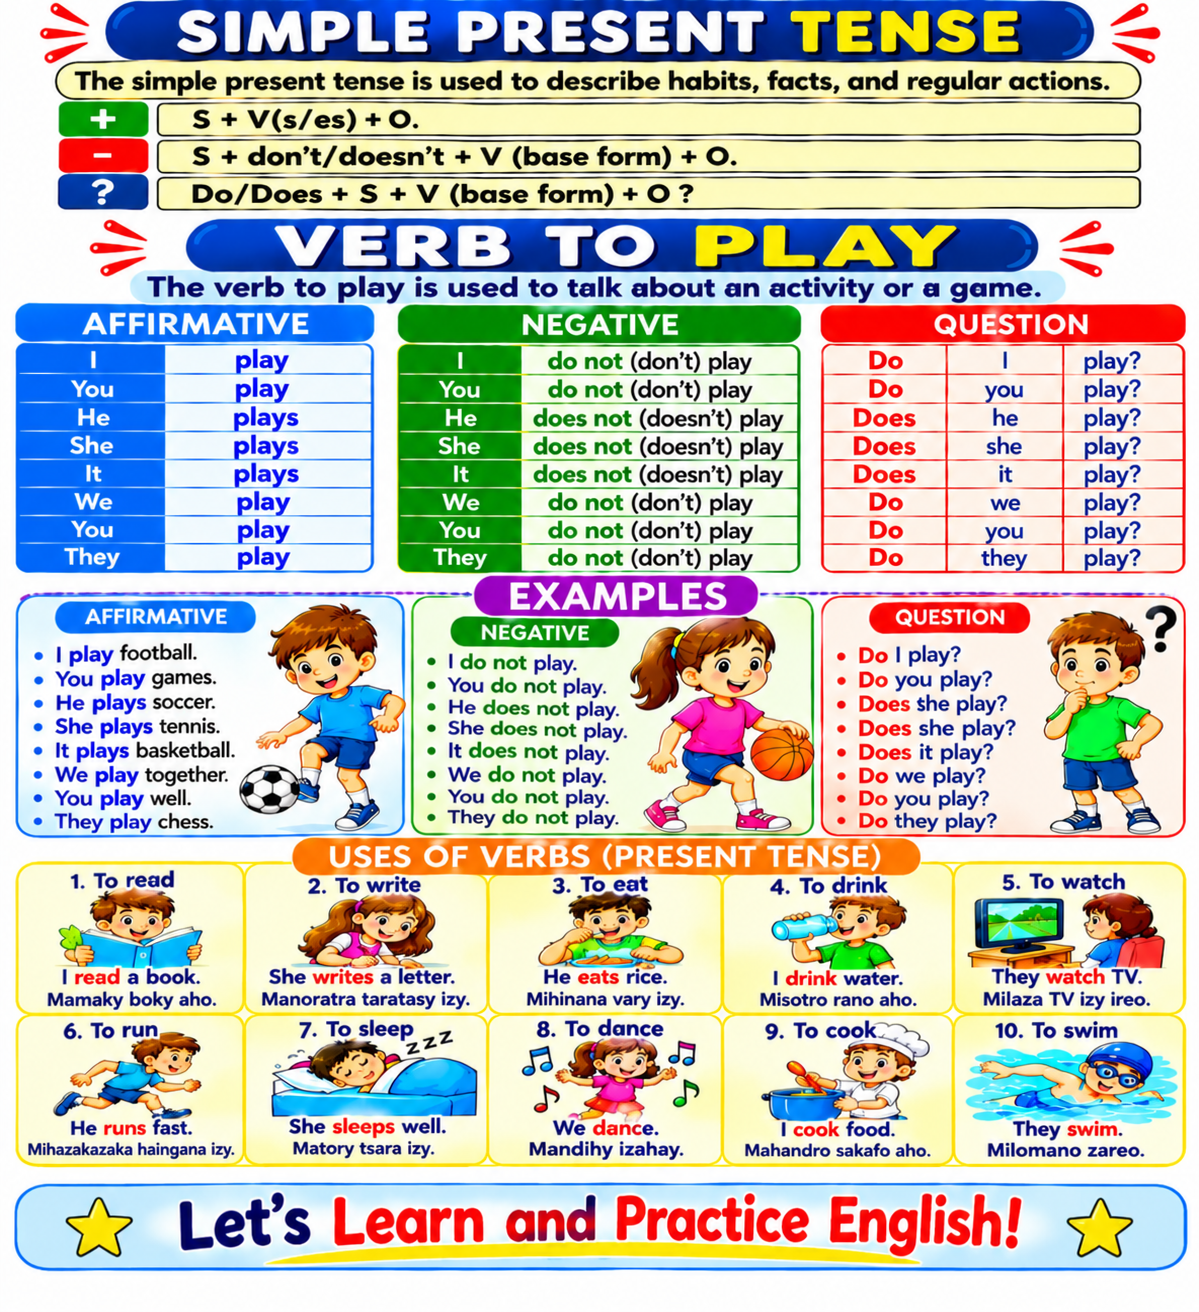 SIMPLE PRESENT TENSE
The simple present tense is used to describe habits, facts, and regular actions.
+ S + V(s/es) + O.
- S + don't/doesn't + V (base form) + O.
? Do/Does + S + V (base form) + O ?
VERB TO PLAY
The verb to play is used to talk about an activity or a game.
AFFIRMATIVE
I play
You play
He plays
She plays
It plays
We play
You play
They play
NEGATIVE
I do not (don't) play
You do not (don't) play
He does not (doesn't) play
She does not (doesn't) play
It does not (doesn't) play
We do not (don't) play
You do not (don't) play
They do not (don't) play
QUESTION
Do I play?
Do you play?
Does he play?
Does she play?
Does it play?
Do we play?
Do you play?
Do they play?
EXAMPLES
AFFIRMATIVE
• I play football.
• You play games.
• He plays soccer.
• She plays tennis.
• It plays basketball.
• We play together.
• You play well.
• They play chess.
NEGATIVE
• I do not play.
• You do not play.
• He does not play.
• She does not play.
• It does not play.
• We do not play.
• You do not play.
• They do not play.
QUESTION
?
• Do I play?
• Do you play?
• Does she play?
• Does she play?
• Does it play?
• Do we play?
• Do you play?
• Do they play?
USES OF VERBS (PRESENT TENSE)
1. To read
I read a book.
Mamaky boky aho.
2. To write
She writes a letter.
Manoratra taratasy izy.
3. To eat
He eats rice.
Mihinana vary izy.
4. To drink
I drink water.
Misotro rano aho.
5. To watch
They watch TV.
Milaza TV izy ireo.
6. To run
He runs fast.
Mihazakazaka haingana izy.
7. To sleep
zzz
She sleeps well.
Matory tsara izy.
8. To dance
We dance.
Mandihy izahay.
9. To cook
I cook food.
Mahandro sakafo aho.
10. To swim
They swim.
Milomano zareo.
Let's Learn and Practice English!